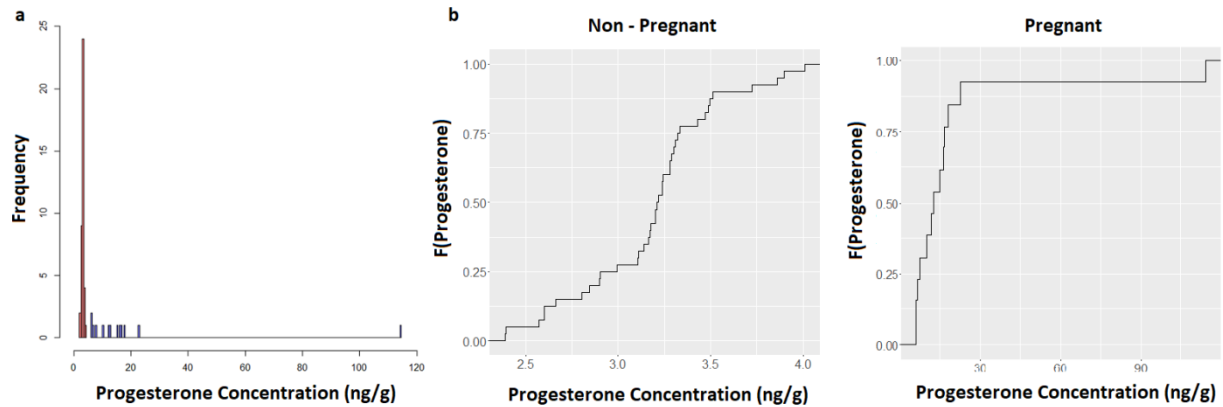 a
25
20
15
10
5
0
Frequency
0 20 40 60 80 100 120
Progesterone Concentration (ng/g)
b
Non - Pregnant
1.00
0.75
0.50
0.25
0.00
F(Progesterone)
2.5 3.0 3.5 4.0
Progesterone Concentration (ng/g)
Pregnant
1.00
0.75
0.50
0.25
0.00
F(Progesterone)
30 60 90
Progesterone Concentration (ng/g)